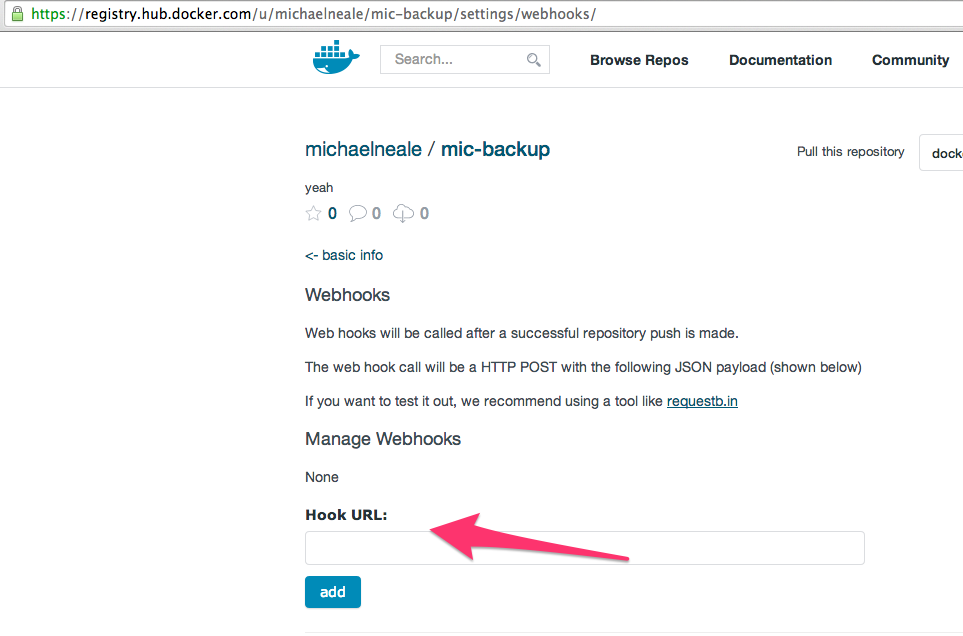 https://registry.hub.docker.com/u/michaelneale/mic-backup/settings/webhooks/
Search... Browse Repos Documentation Community
michaelneale / mic-backup Pull this repository dock
yeah
0 0 0
<- basic info
Webhooks
Web hooks will be called after a successful repository push is made.
The web hook call will be a HTTP POST with the following JSON payload (shown below)
If you want to test it out, we recommend using a tool like requestb.in
Manage Webhooks
None
Hook URL:
add